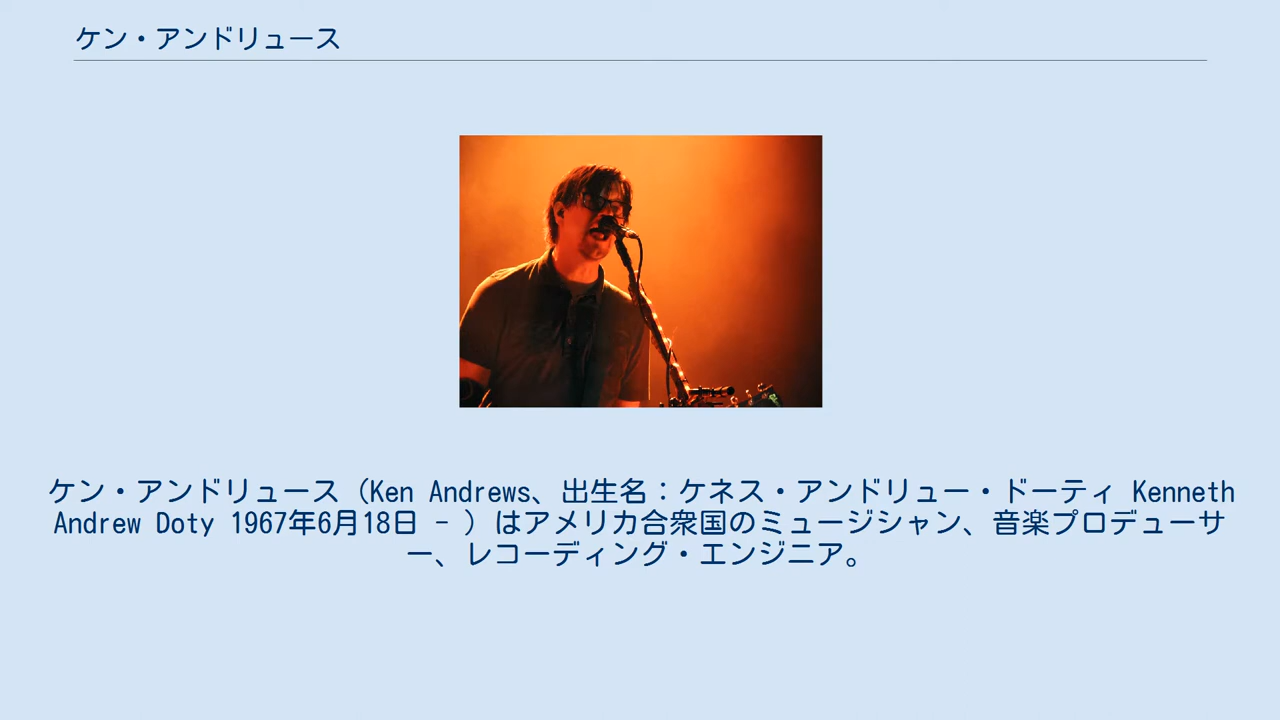 ケン・アンドリュース
ケン・アンドリュース（Ken Andrews、出生名：ケネス・アンドリュー・ドーティ Kenneth
Andrew Doty 1967年6月18日 - ）はアメリカ合衆国のミュージシャン、音楽プロデューサ
ー、レコーディング・エンジニア。